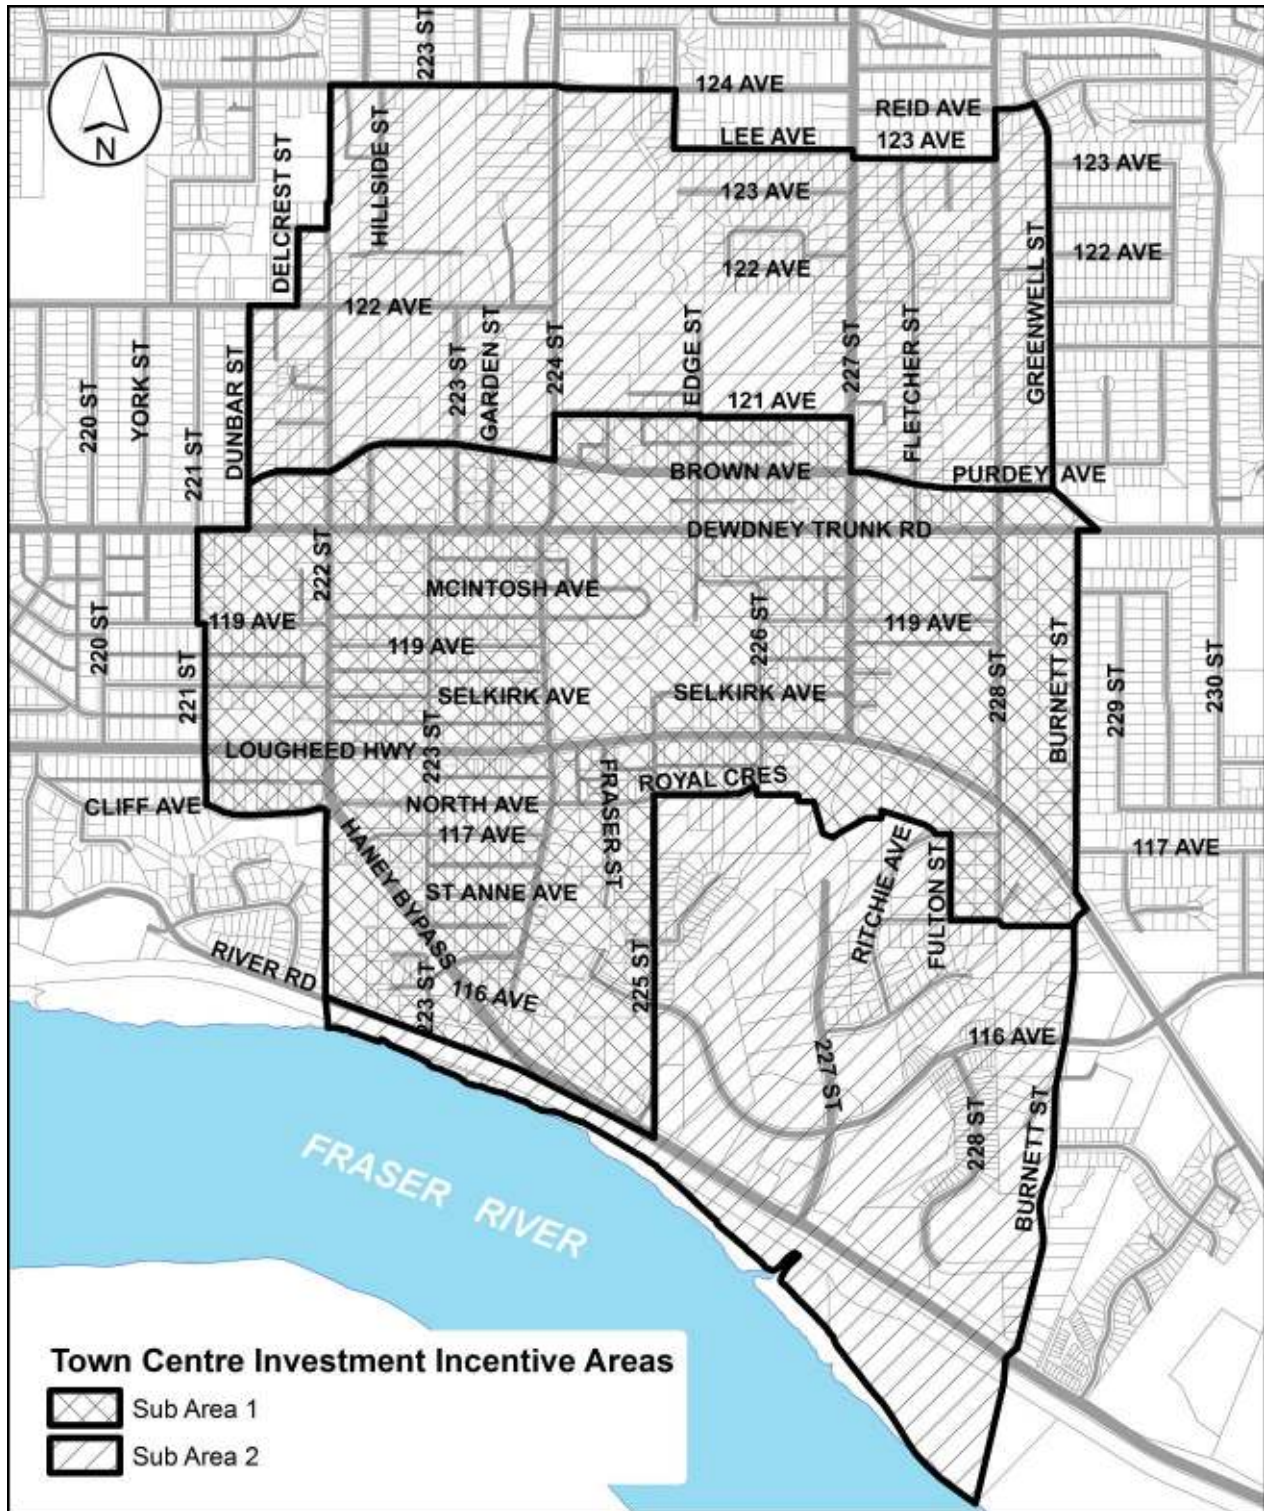 223 ST
124 AVE
REID AVE
LEE AVE
123 AVE
123 AVE
N
DELCREST ST
HILLSIDE ST
123 AVE
GREENWELL ST
122 AVE
122 AVE
122 AVE
220 ST
YORK ST
221 ST
DUNBAR ST
223 ST
GARDEN ST
224 ST
EDGE ST
227 ST
FLETCHER ST
121 AVE
BROWN AVE
PURDEY AVE
DEWDNEY TRUNK RD
222 ST
MCINTOSH AVE
220 ST
119 AVE
119 AVE
226 ST
119 AVE
221 ST
SELKIRK AVE
SELKIRK AVE
228 ST
BURNETT ST
229 ST
230 ST
LOUGHEED HWY
223 ST
ROYAL CRES
CLIFF AVE
NORTH AVE
FRASER ST
HANEY BYPASS
117 AVE
117 AVE
ST ANNE AVE
RITCHIE AVE
FULTON ST
RIVER RD
223 ST
116 AVE
225 ST
116 AVE
227 ST
228 ST
BURNETT ST
FRASER RIVER
Town Centre Investment Incentive Areas
Sub Area 1
Sub Area 2